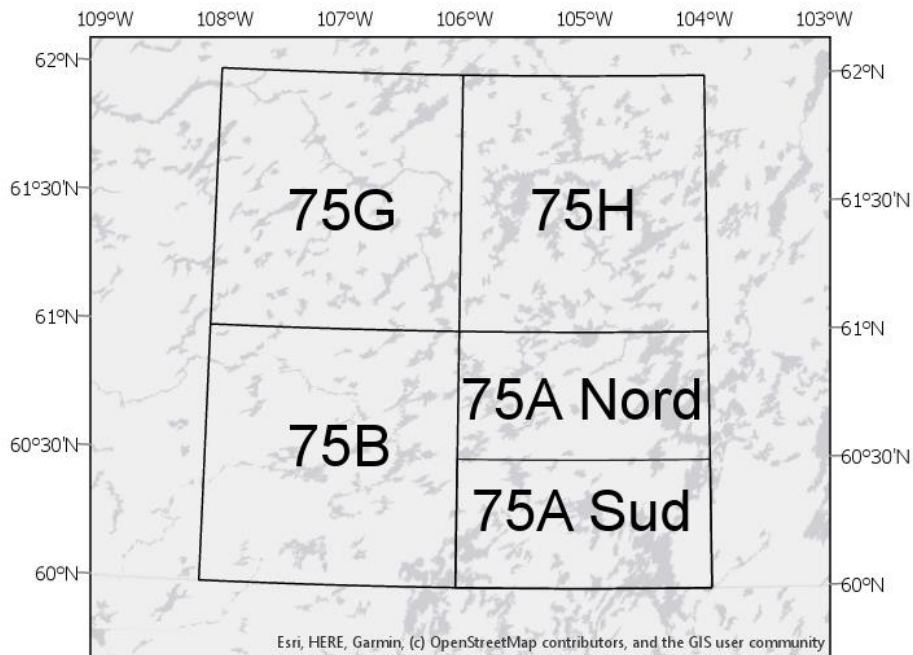 109°W 108°W 107°W 106°W 105°W 104°W 103°W
62°N 62°N
61°30'N 61°30'N
75G 75H
61°N 61°N
75A Nord
60°30'N 75B 60°30'N
75A Sud
60°N 60°N
Esri, HERE, Garmin, (c) OpenStreetMap contributors, and the GIS user community